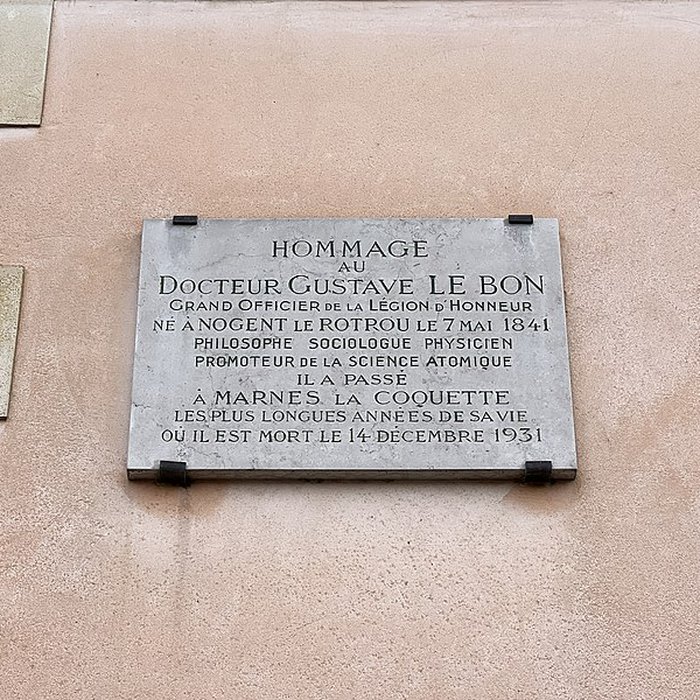 HOMMAGE
AU
DOCTEUR GUSTAVE LE BON
GRAND OFFICIER DE LA LÉGION D'HONNEUR
NÉ À NOGENT LE ROTROU LE 7 MAI 1841
PHILOSOPHE SOCIOLOGUE PHYSICIEN
PROMOTEUR DE LA SCIENCE ATOMIQUE
IL A PASSÉ
À MARNES LA COQUETTE
LES PLUS LONGUES ANNÉES DE SA VIE
OÙ IL EST MORT LE 14 DÉCEMBRE 1931